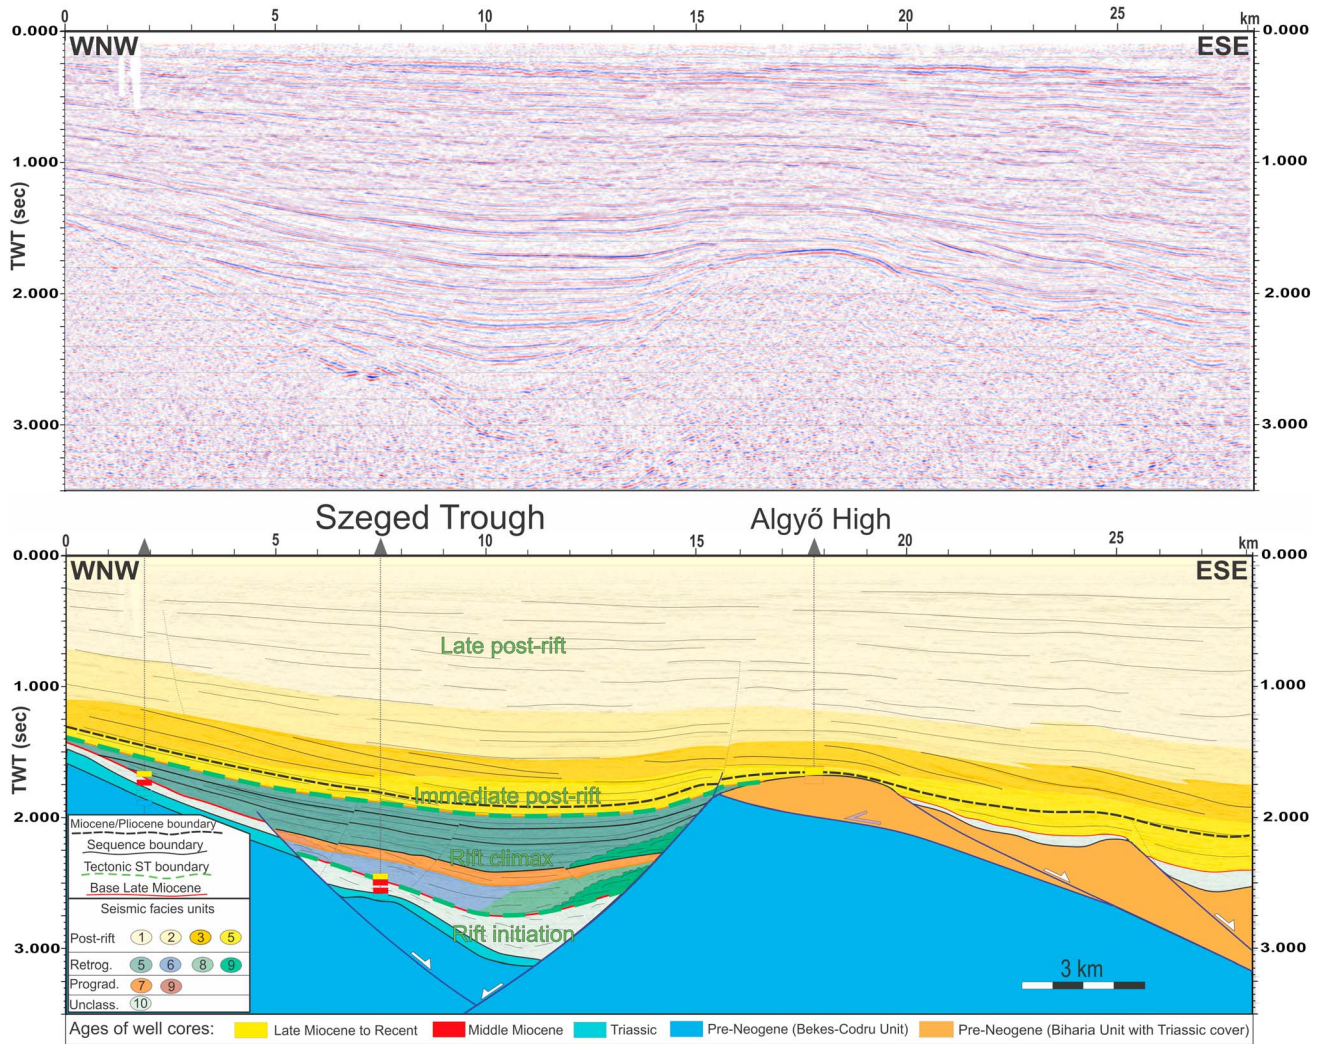 0 5 10 15 20 25 km
0.000 WNW ESE 0.000
1.000 1.000
TWT (sec)
2.000 2.000
3.000 3.000
Szeged Trough Algyő High
0 5 10 15 20 25 km
0.000 WNW ESE 0.000
Late post-rift
1.000 1.000
TWT (sec)
Immediate post-rift
2.000 2.000
Rift climax
Rift initiation
3.000 3.000
3 km
Miocene/Pliocene boundary
Sequence boundary
Tectonic ST boundary
Base Late Miocene
Seismic facies units
Post-rift 1 2 3 5
Retrog. 5 6 8 9
Prograd. 7 9
Unclass. 10
Ages of well cores: Late Miocene to Recent Middle Miocene Triassic Pre-Neogene (Bekes-Codru Unit) Pre-Neogene (Biharia Unit with Triassic cover)